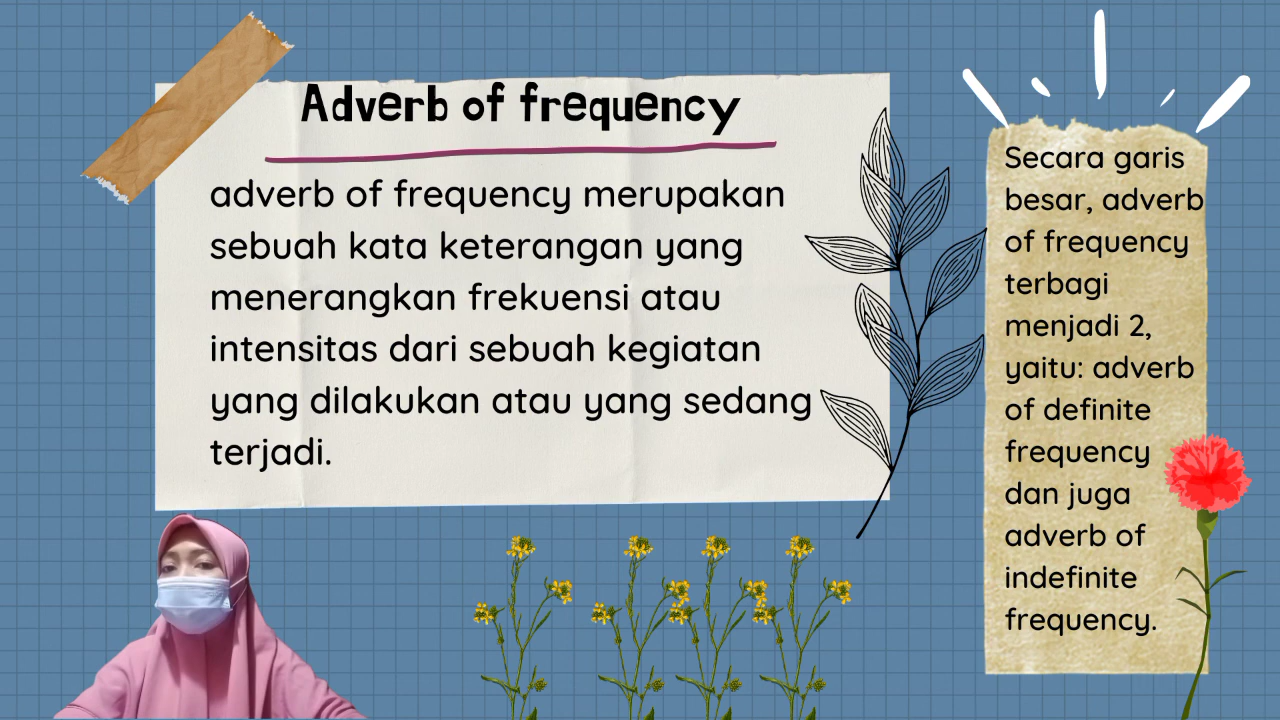 Adverb of frequency
adverb of frequency merupakan
sebuah kata keterangan yang
menerangkan frekuensi atau
intensitas dari sebuah kegiatan
yang dilakukan atau yang sedang
terjadi.
Secara garis
besar, adverb
of frequency
terbagi
menjadi 2,
yaitu: adverb
of definite
frequency
dan juga
adverb of
indefinite
frequency.